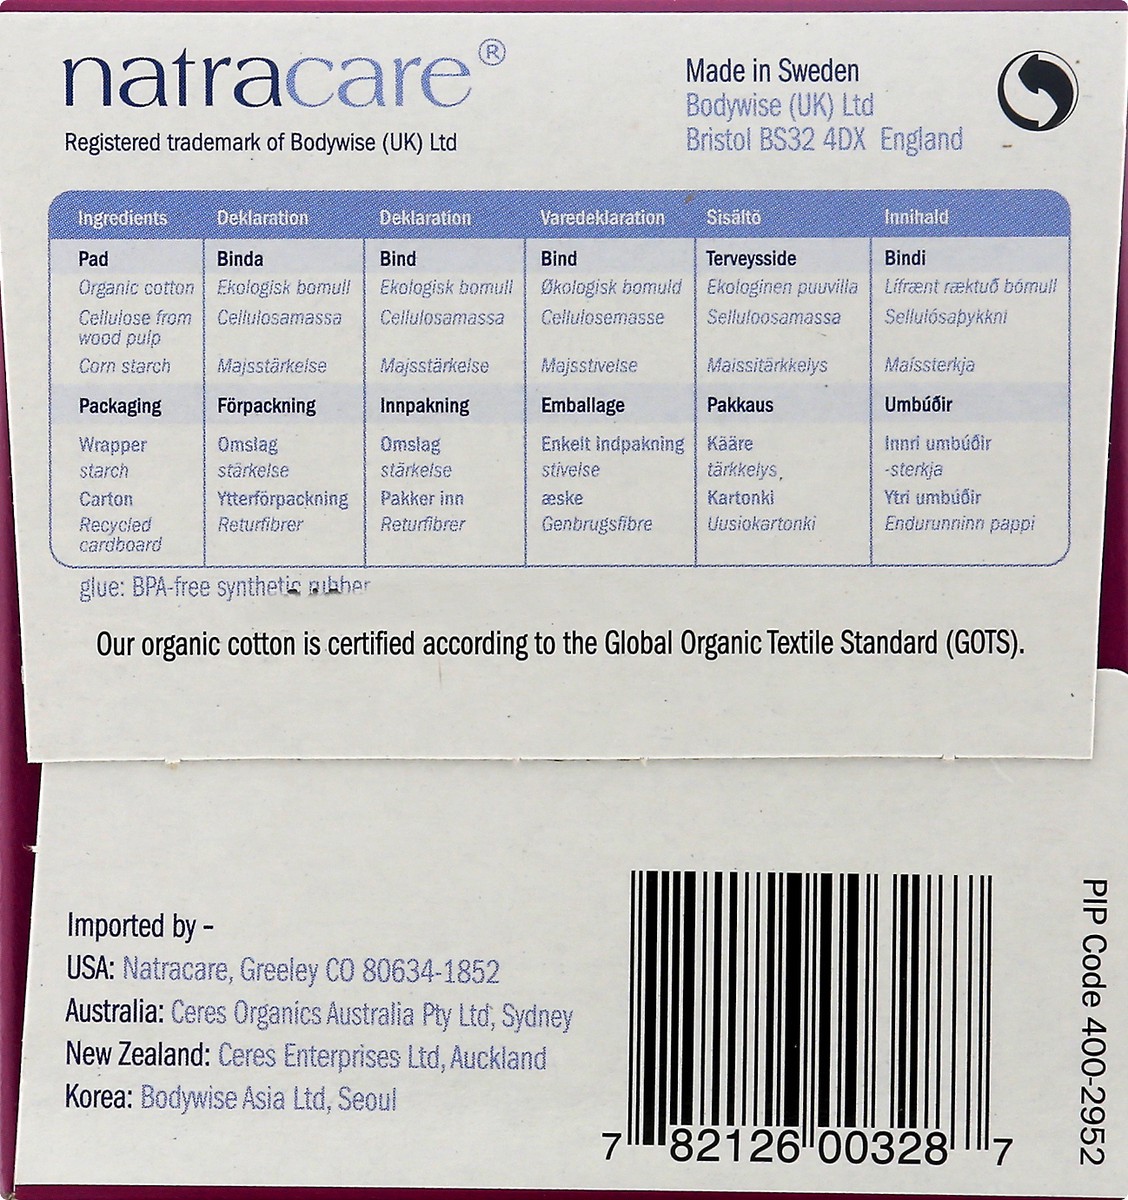 natracare®
Registered trademark of Bodywise (UK) Ltd
Made in Sweden
Bodywise (UK) Ltd
Bristol BS32 4DX England
Ingredients Deklaration Deklaration Varedeklaration Sisältö Innihald
Pad Binda Bind Bind Terveysside Bindi
Organic cotton Ekologisk bomull Ekologisk bomull Økologisk bomuld Ekologinen puuvilla Lífrænt ræktuð bómull
Cellulose from Cellulosamassa Cellulosamassa Cellulosemasse Selluloosamassa Sellulósaþykkni
wood pulp
Corn starch Majsstärkelse Majsstärkelse Majsstivelse Maissitärkkelys Maíssterkja
Packaging Förpackning Innpakning Emballage Pakkaus Umbúðir
Wrapper Omslag Omslag Enkelt indpakning Kääre Innri umbúðir
starch stärkelse stärkelse stivelse tärkkelys, -sterkja
Carton Ytterförpackning Pakker inn æske Kartonki Ytri umbúðir
Recycled Returfibrer Returfibrer Genbrugsfibre Uusiokartonki Endurunninn pappi
cardboard
glue: BPA-free synthetic rubber
Our organic cotton is certified according to the Global Organic Textile Standard (GOTS).
Imported by -
USA: Natracare, Greeley CO 80634-1852
Australia: Ceres Organics Australia Pty Ltd, Sydney
New Zealand: Ceres Enterprises Ltd, Auckland
Korea: Bodywise Asia Ltd, Seoul
7 82126 00328 7
PIP Code 400-2952